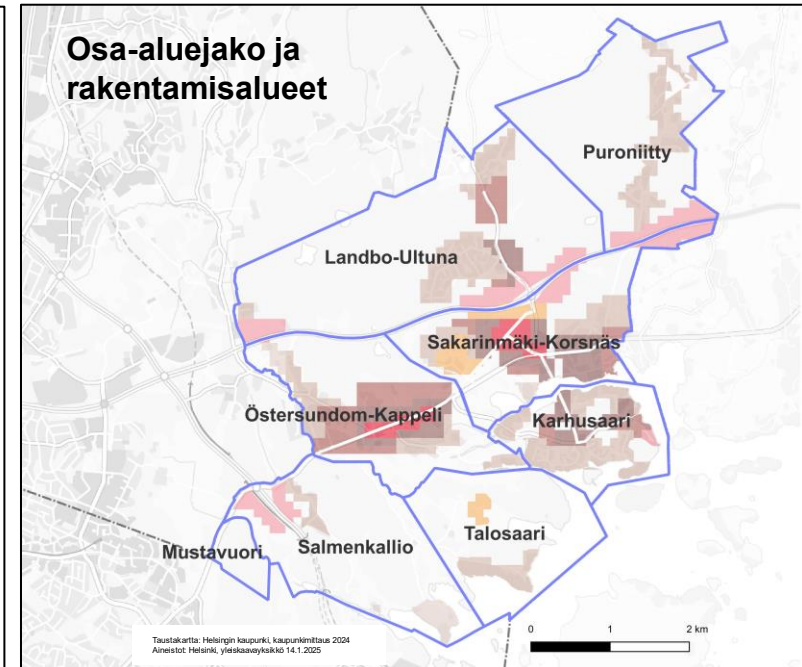 Osa-aluejako ja
rakentamisalueet
Puroniitty
Landbo-Ultuna
Sakarinmäki-Korsnäs
Östersundom-Kappeli
Karhusaari
Talosaari
Salmenkallio
Mustavuori
0 1 2 km
Taustakartta: Helsingin kaupunki, kaupunkimittaus 2024
Aineistot: Helsinki, yleiskaavayksikkö 14.1.2025